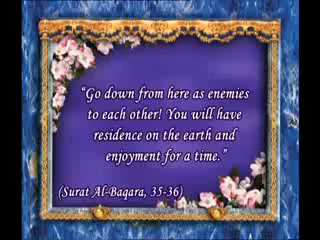 “Go down from here as enemies
to each other! You will have
residence on the earth and
enjoyment for a time.”
(Surat Al-Baqara, 35-36)